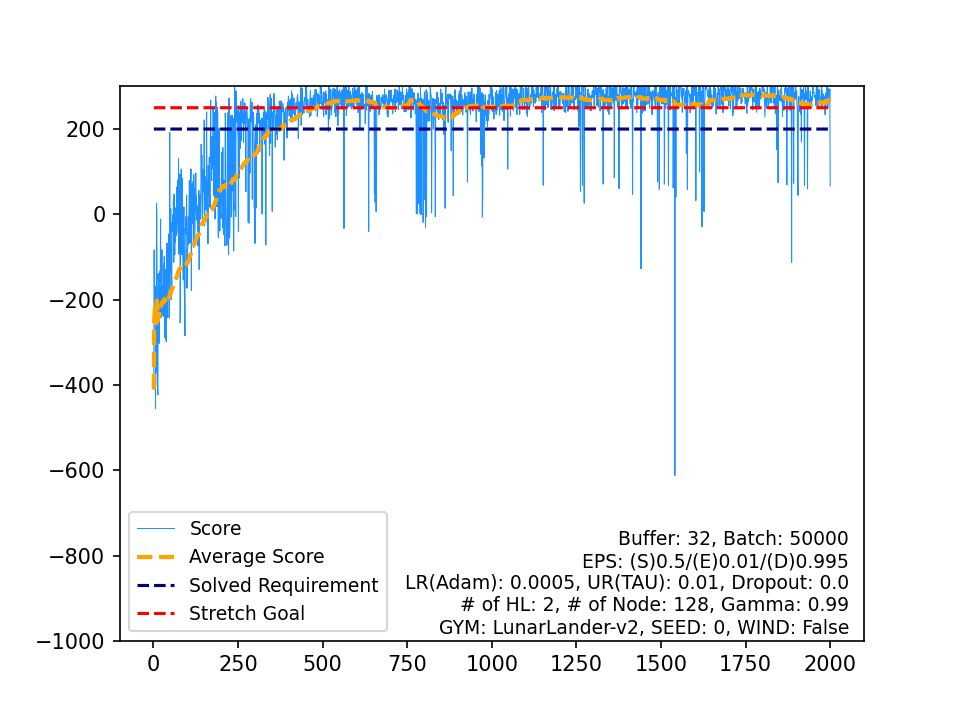 200
0
−200
−400
−600
−800
−1000
Score
Average Score
Solved Requirement
Stretch Goal
Buffer: 32, Batch: 50000
EPS: (S)0.5/(E)0.01/(D)0.995
LR(Adam): 0.0005, UR(TAU): 0.01, Dropout: 0.0
# of HL: 2, # of Node: 128, Gamma: 0.99
GYM: LunarLander-v2, SEED: 0, WIND: False
0 250 500 750 1000 1250 1500 1750 2000